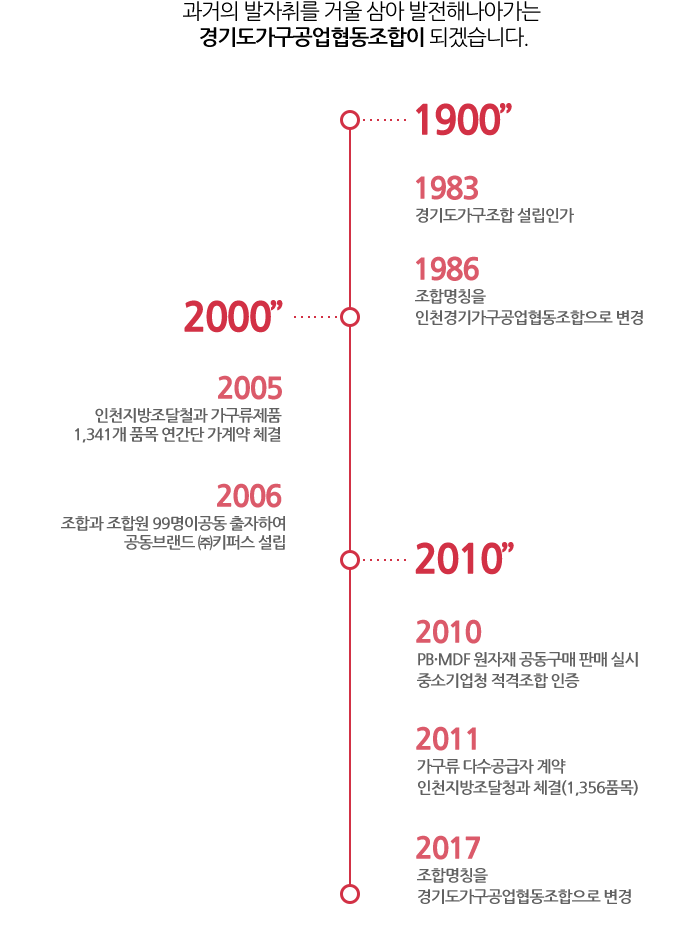 과거의 발자취를 거울 삼아 발전해나아가는
경기도가구공업협동조합이 되겠습니다.
1900”
1983
경기도가구조합 설립인가
1986
조합명칭을
인천경기가구공업협동조합으로 변경
2000”
2005
인천지방조달철과 가구류제품
1,341개 품목 연간단 가계약 체결
2006
조합과 조합원 99명이공동 출자하여
공동브랜드 ㈜키퍼스 설립
2010”
2010
PB·MDF 원자재 공동구매 판매 실시
중소기업청 적격조합 인증
2011
가구류 다수공급자 계약
인천지방조달청과 체결(1,356품목)
2017
조합명칭을
경기도가구공업협동조합으로 변경